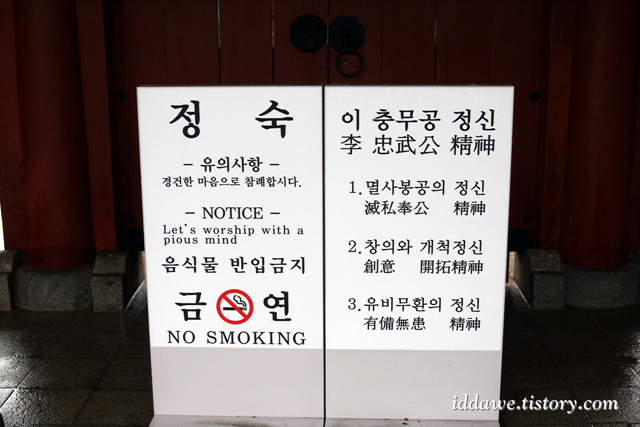 정 숙
- 유의사항 -
경건한 마음으로 참례합시다.
- NOTICE -
Let's worship with a
pious mind
음식물 반입금지
금 연
NO SMOKING
이 충무공 정신
李 忠武公 精神
1. 멸사봉공의 정신
滅私奉公 精神
2. 창의와 개척정신
創意 開拓精神
3. 유비무환의 정신
有備無患 精神
iddawe.tistory.com